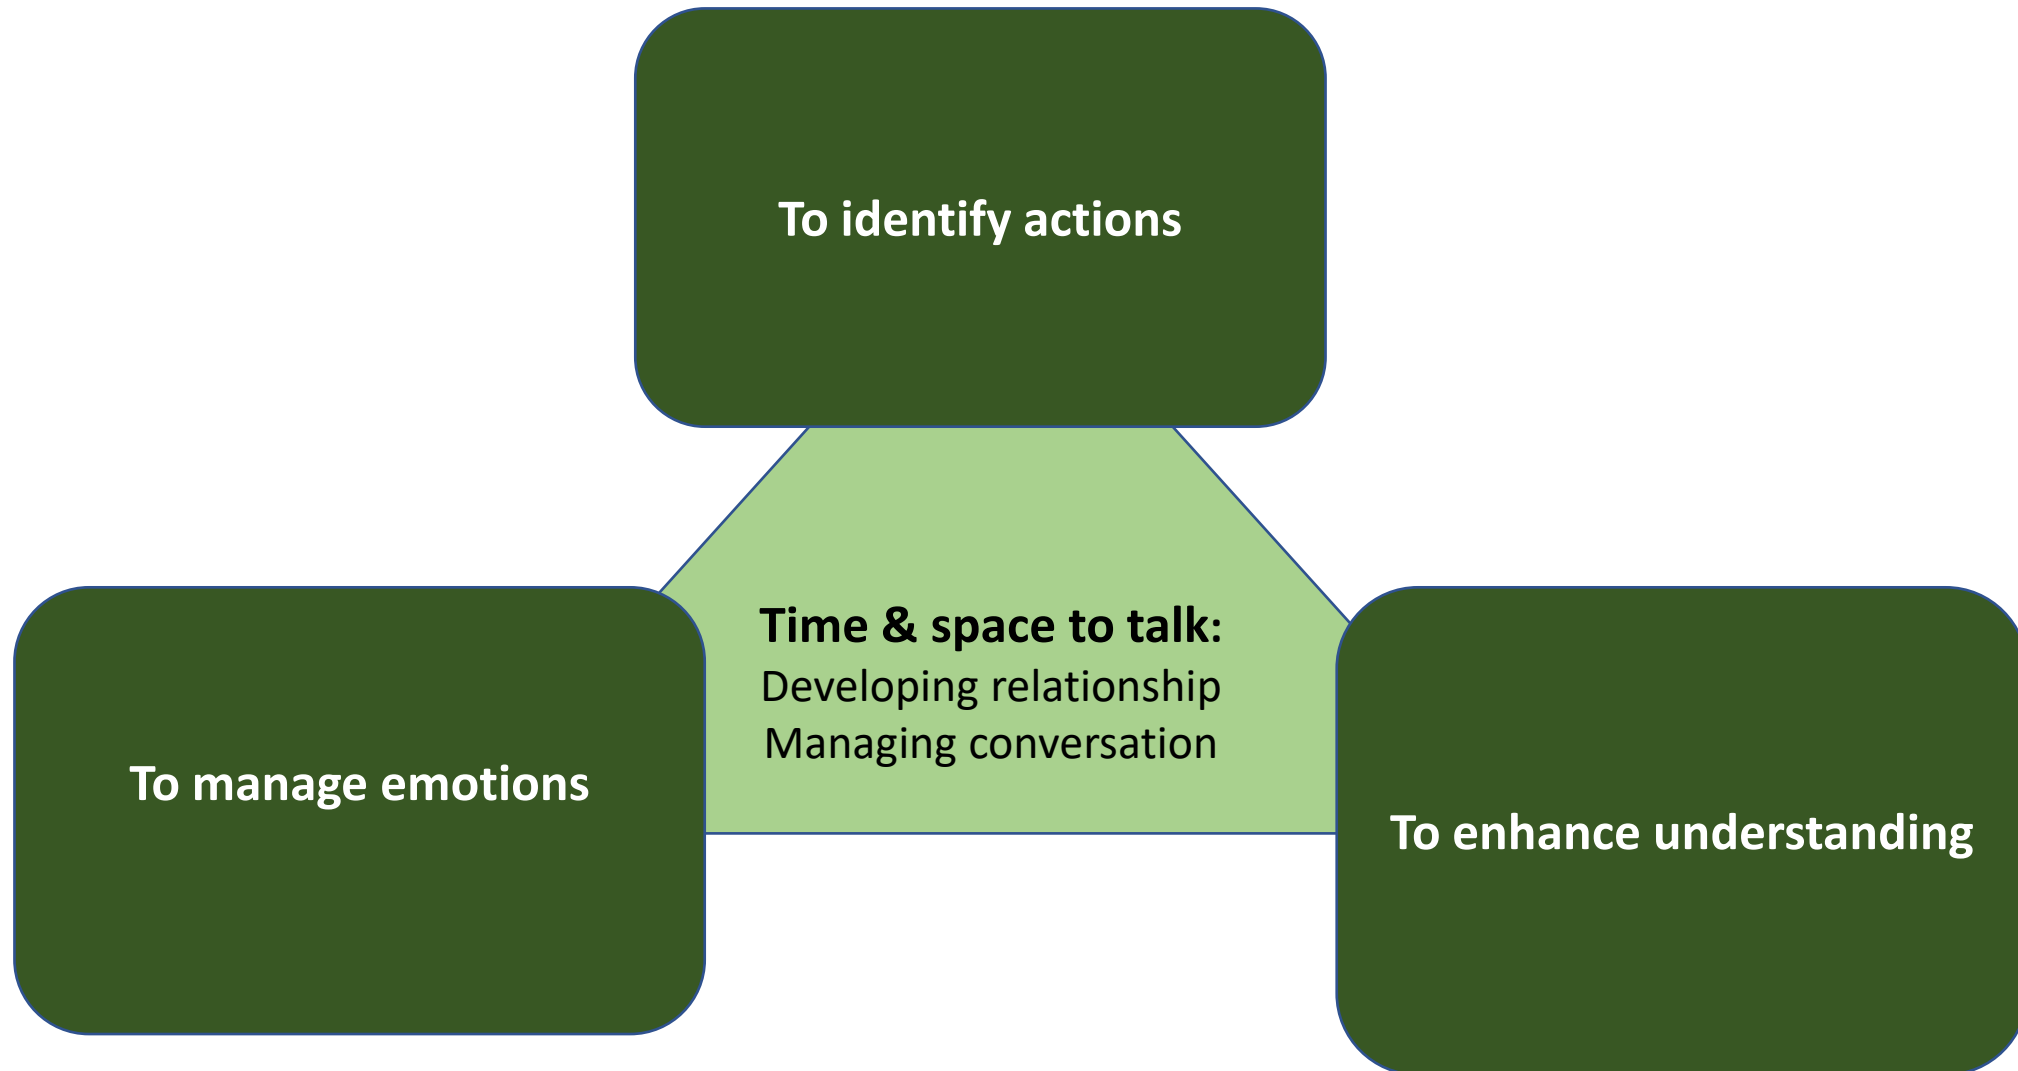 To identify actions
Time & space to talk:
Developing relationship
Managing conversation
To manage emotions
To enhance understanding